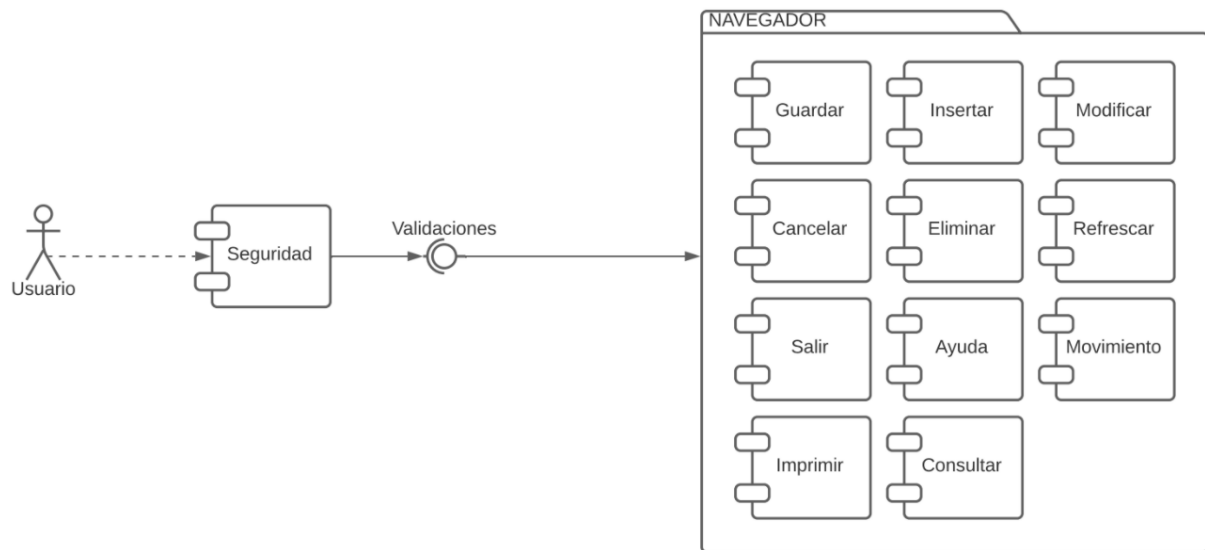 NAVEGADOR
Guardar
Insertar
Modificar
Cancelar
Eliminar
Refrescar
Salir
Ayuda
Movimiento
Imprimir
Consultar
Usuario
Seguridad
Validaciones